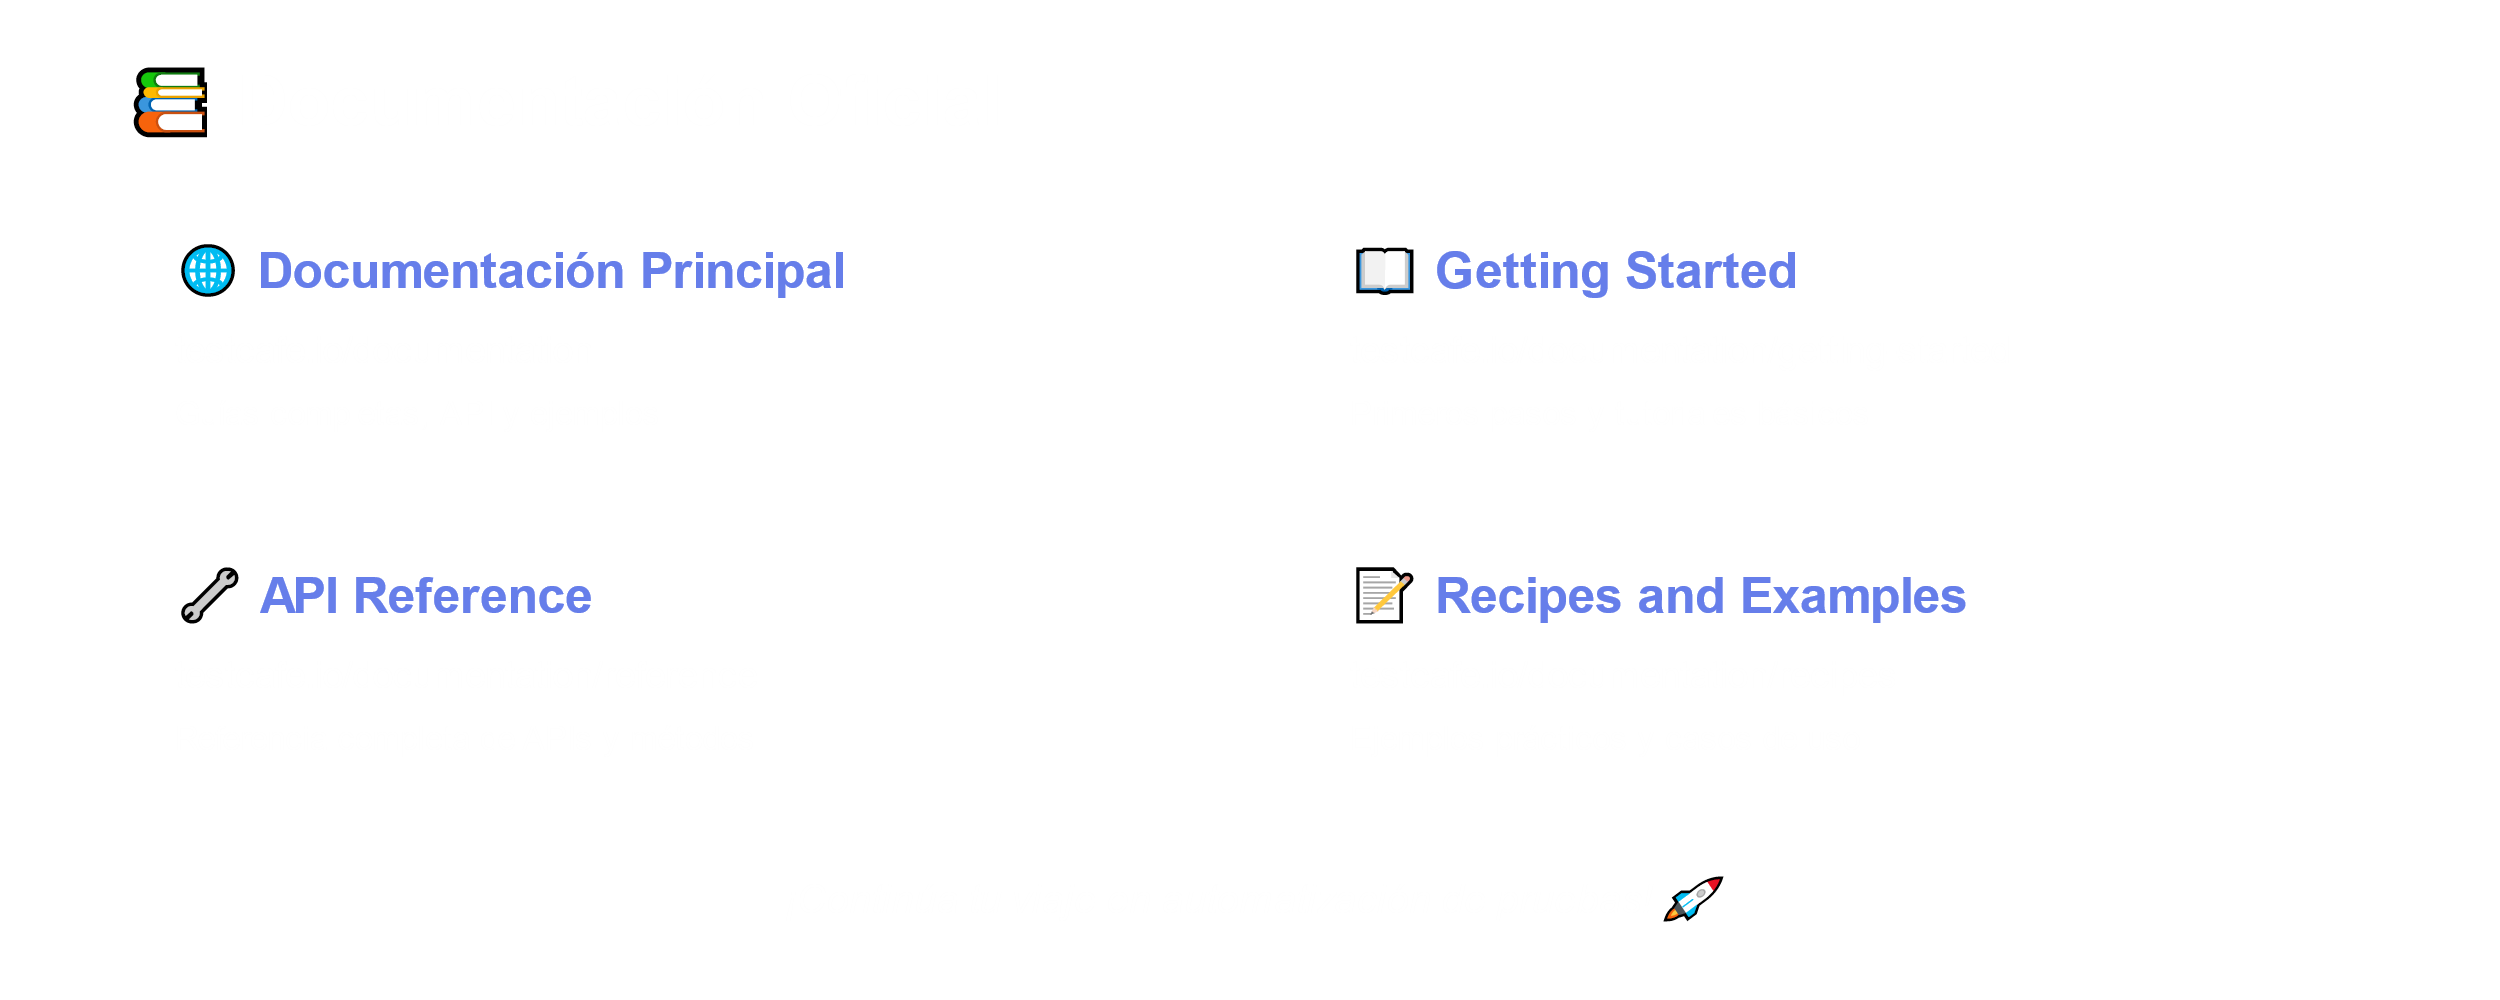 Documentación Principal
Getting Started
API Reference
Recipes and Examples